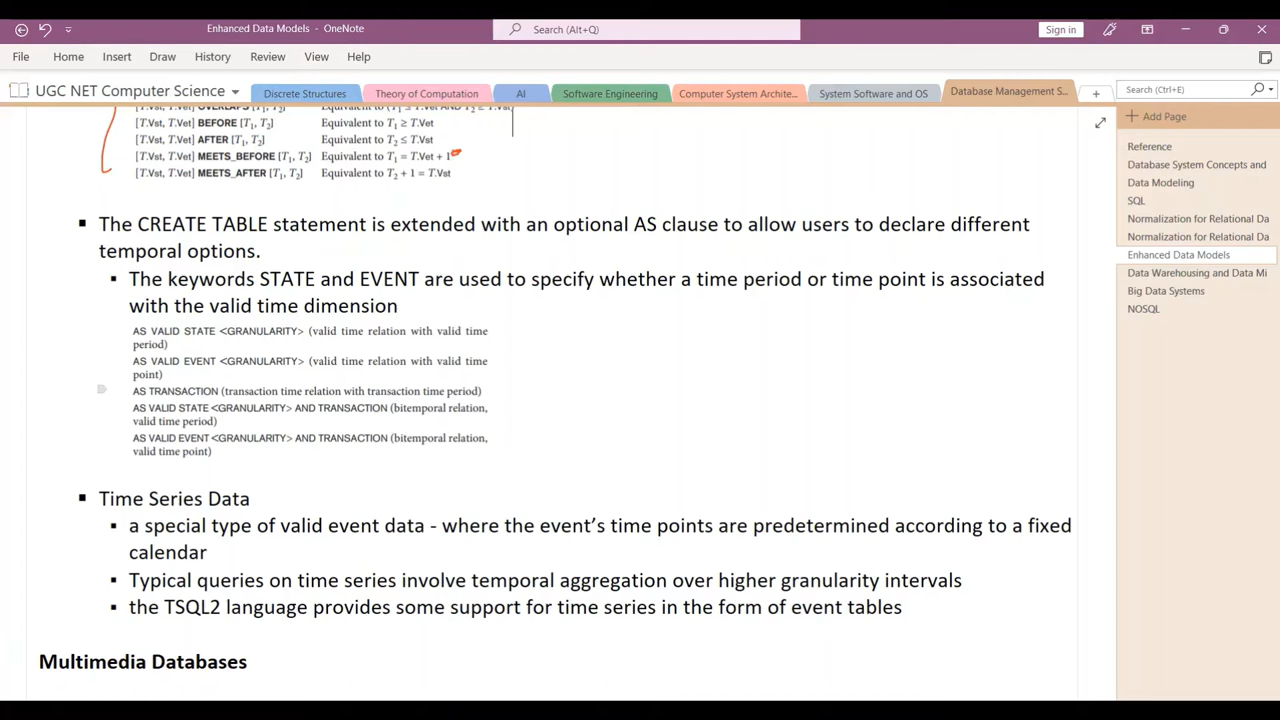 Enhanced Data Models - OneNote
Search (Alt+Q)
Sign in
File Home Insert Draw History Review View Help
UGC NET Computer Science
Discrete Structures
Theory of Computation
AI
Software Engineering
Computer System Archite...
System Software and OS
Database Management S...
Search (Ctrl+E)
[T.Vst, T.Vet] OVERLAPS [T1, T2] Equivalent to (T1 ≤ T.Vet AND T2 ≥ T.Vst)
[T.Vst, T.Vet] BEFORE [T1, T2] Equivalent to T1 ≥ T.Vet
[T.Vst, T.Vet] AFTER [T1, T2] Equivalent to T2 ≤ T.Vst
[T.Vst, T.Vet] MEETS_BEFORE [T1, T2] Equivalent to T1 = T.Vet + 1
[T.Vst, T.Vet] MEETS_AFTER [T1, T2] Equivalent to T2 + 1 = T.Vst
▪ The CREATE TABLE statement is extended with an optional AS clause to allow users to declare different
temporal options.
▪ The keywords STATE and EVENT are used to specify whether a time period or time point is associated
with the valid time dimension
AS VALID STATE <GRANULARITY> (valid time relation with valid time
period)
AS VALID EVENT <GRANULARITY> (valid time relation with valid time
point)
AS TRANSACTION (transaction time relation with transaction time period)
AS VALID STATE <GRANULARITY> AND TRANSACTION (bitemporal relation,
valid time period)
AS VALID EVENT <GRANULARITY> AND TRANSACTION (bitemporal relation,
valid time point)
▪ Time Series Data
▪ a special type of valid event data - where the event's time points are predetermined according to a fixed
calendar
▪ Typical queries on time series involve temporal aggregation over higher granularity intervals
▪ the TSQL2 language provides some support for time series in the form of event tables
Multimedia Databases
Add Page
Reference
Database System Concepts and
Data Modeling
SQL
Normalization for Relational Da
Normalization for Relational Da
Enhanced Data Models
Data Warehousing and Data Mi
Big Data Systems
NOSQL